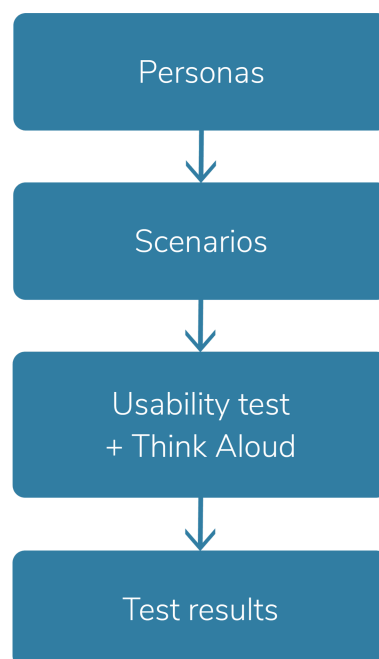 Personas
Scenarios
Usability test
+ Think Aloud
Test results